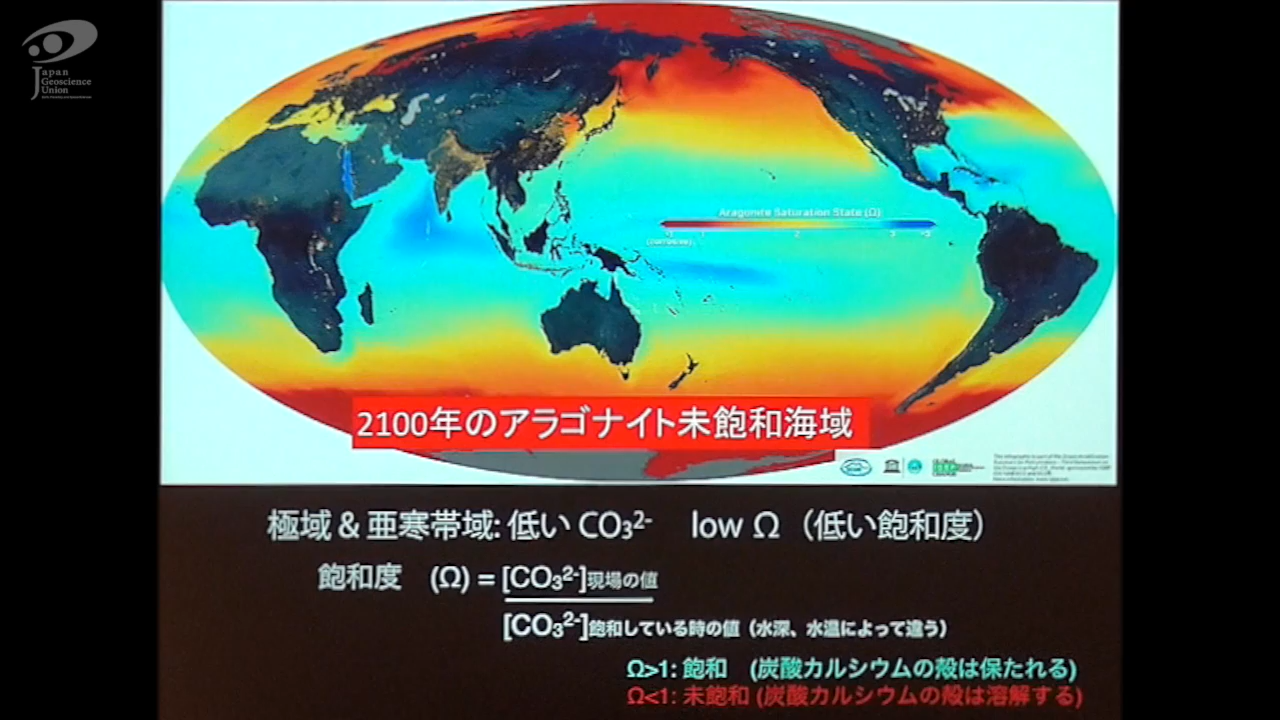 Japan
Geoscience
Union
Aragonite Saturation State (Ω)
2100年のアラゴナイト未飽和海域
極域 & 亜寒帯域: 低い CO₃²⁻ low Ω （低い飽和度）
飽和度 (Ω) = [CO₃²⁻]現場の値
[CO₃²⁻]飽和している時の値（水深、水温によって違う）
Ω>1: 飽和 (炭酸カルシウムの殻は保たれる)
Ω<1: 未飽和 (炭酸カルシウムの殻は溶解する)